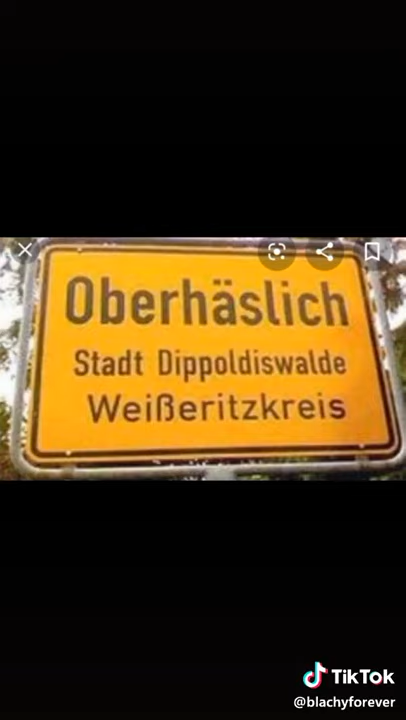 Oberhäslich
Stadt Dippoldiswalde
Weißeritzkreis
TikTok
@blachyforever